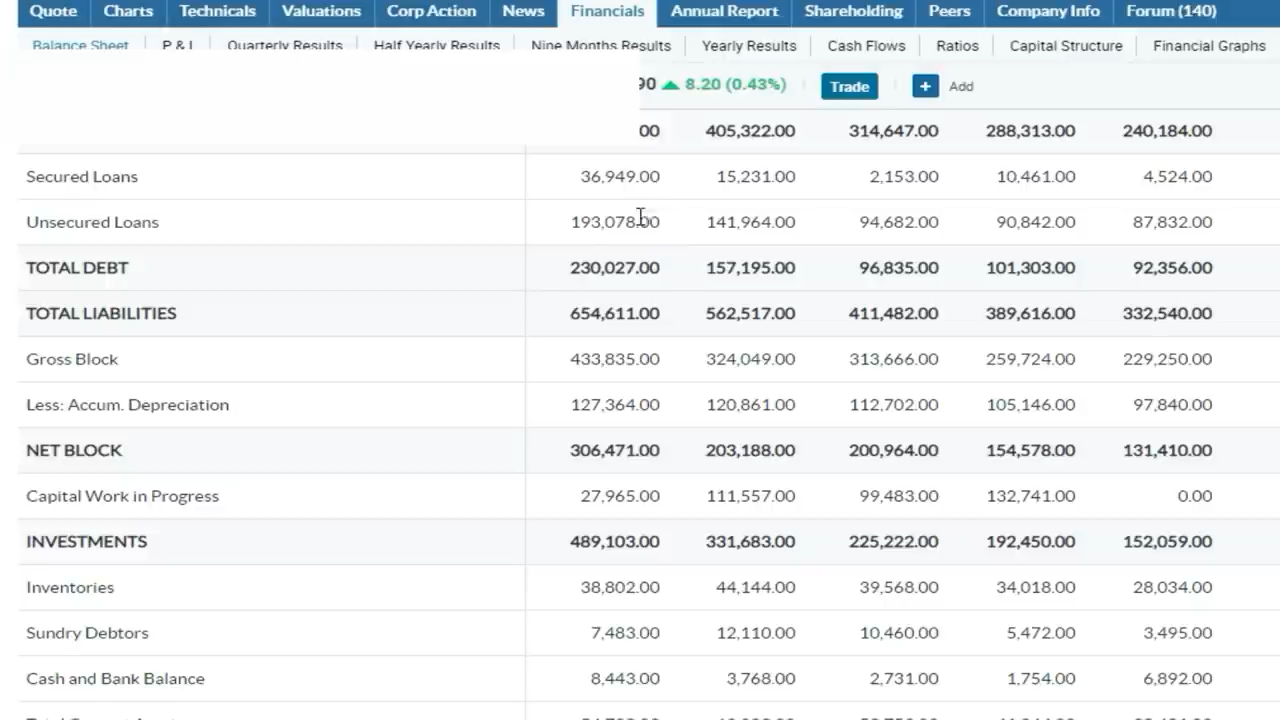 Quote Charts Technicals Valuations Corp Action News Financials Annual Report Shareholding Peers Company Info Forum (140)
Balance Sheet P & L Quarterly Results Half Yearly Results Nine Months Results Yearly Results Cash Flows Ratios Capital Structure Financial Graphs
90 8.20 (0.43%) Trade + Add
00 405,322.00 314,647.00 288,313.00 240,184.00
Secured Loans 36,949.00 15,231.00 2,153.00 10,461.00 4,524.00
Unsecured Loans 193,078.00 141,964.00 94,682.00 90,842.00 87,832.00
TOTAL DEBT 230,027.00 157,195.00 96,835.00 101,303.00 92,356.00
TOTAL LIABILITIES 654,611.00 562,517.00 411,482.00 389,616.00 332,540.00
Gross Block 433,835.00 324,049.00 313,666.00 259,724.00 229,250.00
Less: Accum. Depreciation 127,364.00 120,861.00 112,702.00 105,146.00 97,840.00
NET BLOCK 306,471.00 203,188.00 200,964.00 154,578.00 131,410.00
Capital Work in Progress 27,965.00 111,557.00 99,483.00 132,741.00 0.00
INVESTMENTS 489,103.00 331,683.00 225,222.00 192,450.00 152,059.00
Inventories 38,802.00 44,144.00 39,568.00 34,018.00 28,034.00
Sundry Debtors 7,483.00 12,110.00 10,460.00 5,472.00 3,495.00
Cash and Bank Balance 8,443.00 3,768.00 2,731.00 1,754.00 6,892.00